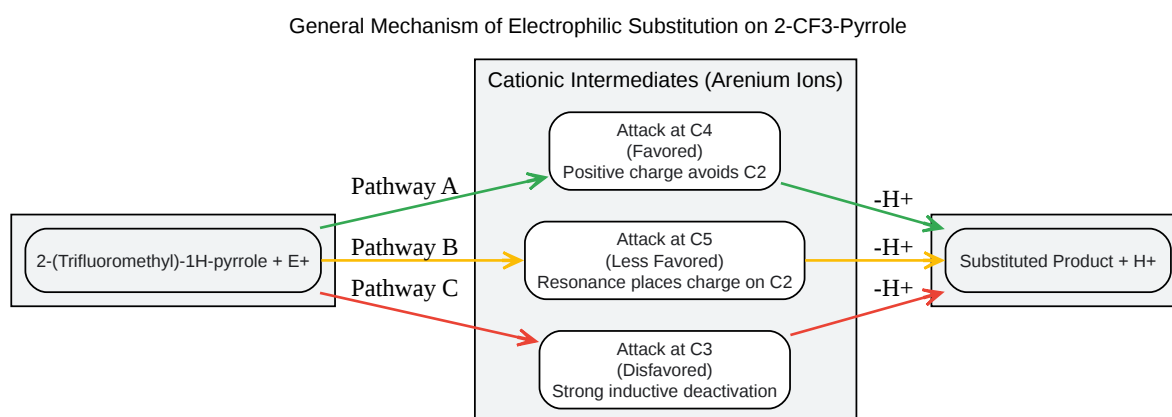 General Mechanism of Electrophilic Substitution on 2-CF3-Pyrrole
Cationic Intermediates (Arenium Ions)
Attack at C4
(Favored)
Positive charge avoids C2
Pathway A
-H+
2-(Trifluoromethyl)-1H-pyrrole + E+
Pathway B
Attack at C5
(Less Favored)
Resonance places charge on C2
-H+
Substituted Product + H+
Pathway C
-H+
Attack at C3
(Disfavored)
Strong inductive deactivation